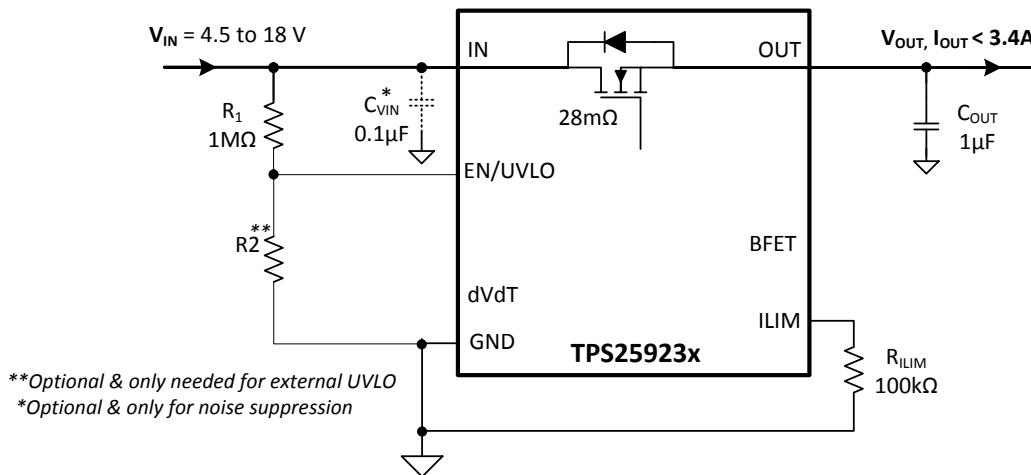 V_IN = 4.5 to 18 V
IN
OUT
V_OUT, I_OUT < 3.4A
R_1
1MΩ
C_VIN*
0.1µF
28mΩ
C_OUT
1µF
EN/UVLO
R2**
BFET
dVdT
ILIM
GND
TPS25923x
R_ILIM
100kΩ
**Optional & only needed for external UVLO
*Optional & only for noise suppression